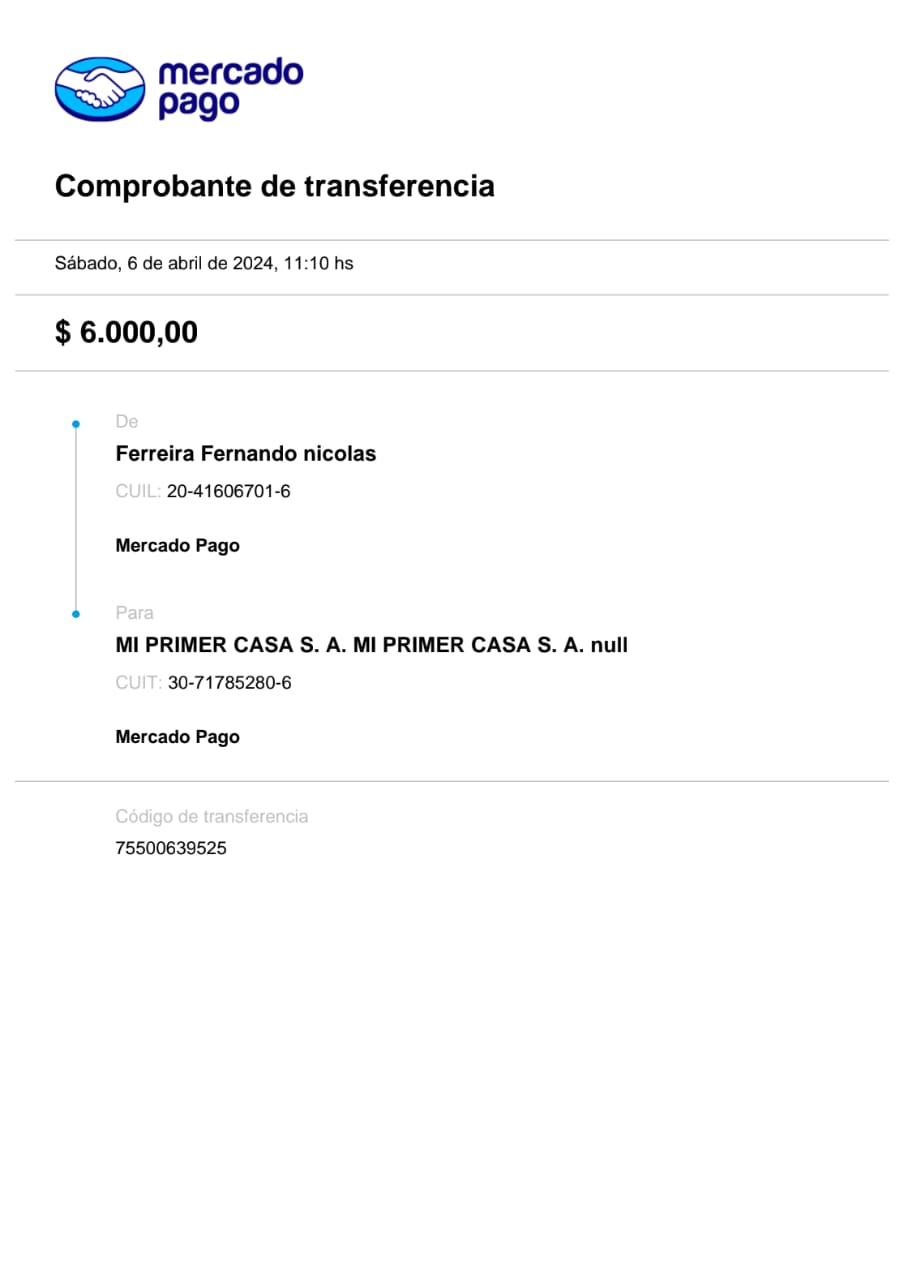 mercado
pago
Comprobante de transferencia
Sábado, 6 de abril de 2024, 11:10 hs
$ 6.000,00
De
Ferreira Fernando nicolas
CUIL: 20-41606701-6
Mercado Pago
Para
MI PRIMER CASA S. A. MI PRIMER CASA S. A. null
CUIT: 30-71785280-6
Mercado Pago
Código de transferencia
75500639525